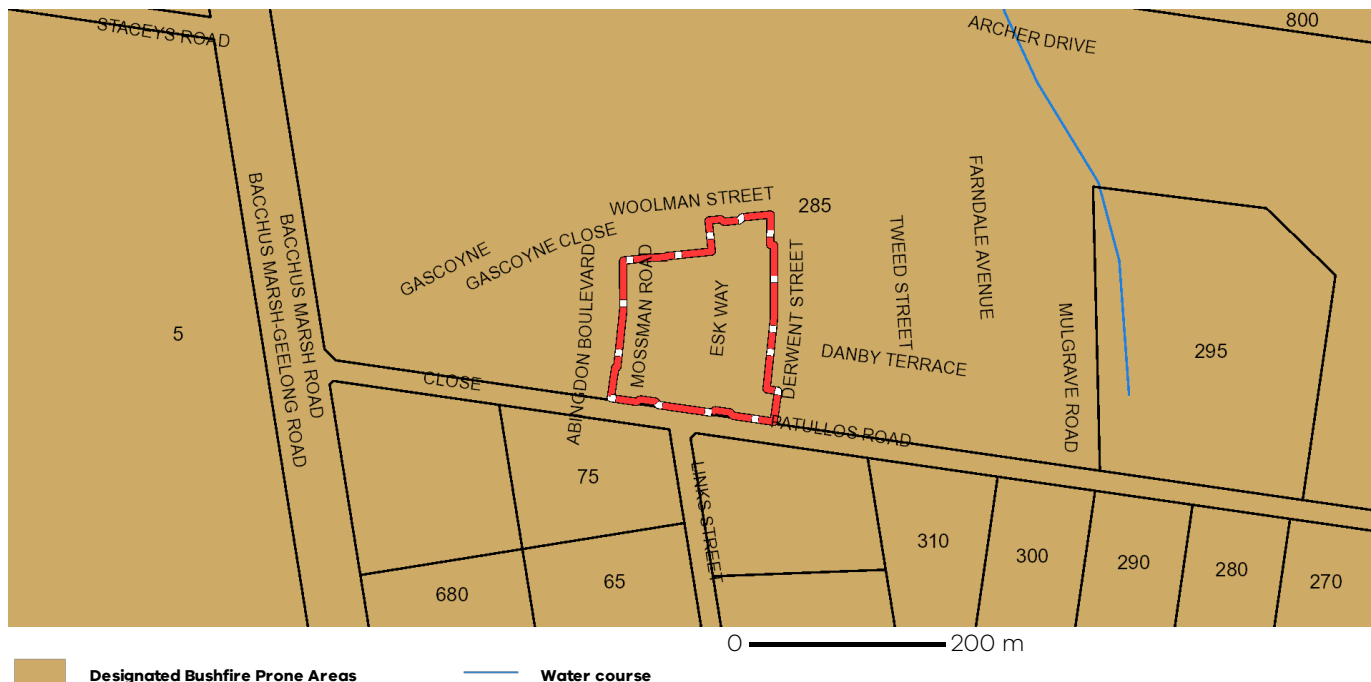 800
STACEYS ROAD
ARCHER DRIVE
BACCHUS MARSH ROAD
BACCHUS MARSH-GEELONG ROAD
WOOLMAN STREET
285
GASCOYNE
GASCOYNE CLOSE
ABINGDON BOULEVARD
MOSSMAN ROAD
ESK WAY
DERWENT STREET
TWEED STREET
FARNDALE AVENUE
MULGRAVE ROAD
DANBY TERRACE
5
295
CLOSE
PATULLOS ROAD
LINKS STREET
75
310
300
290
280
270
680
65
0 200 m
Designated Bushfire Prone Areas
Water course